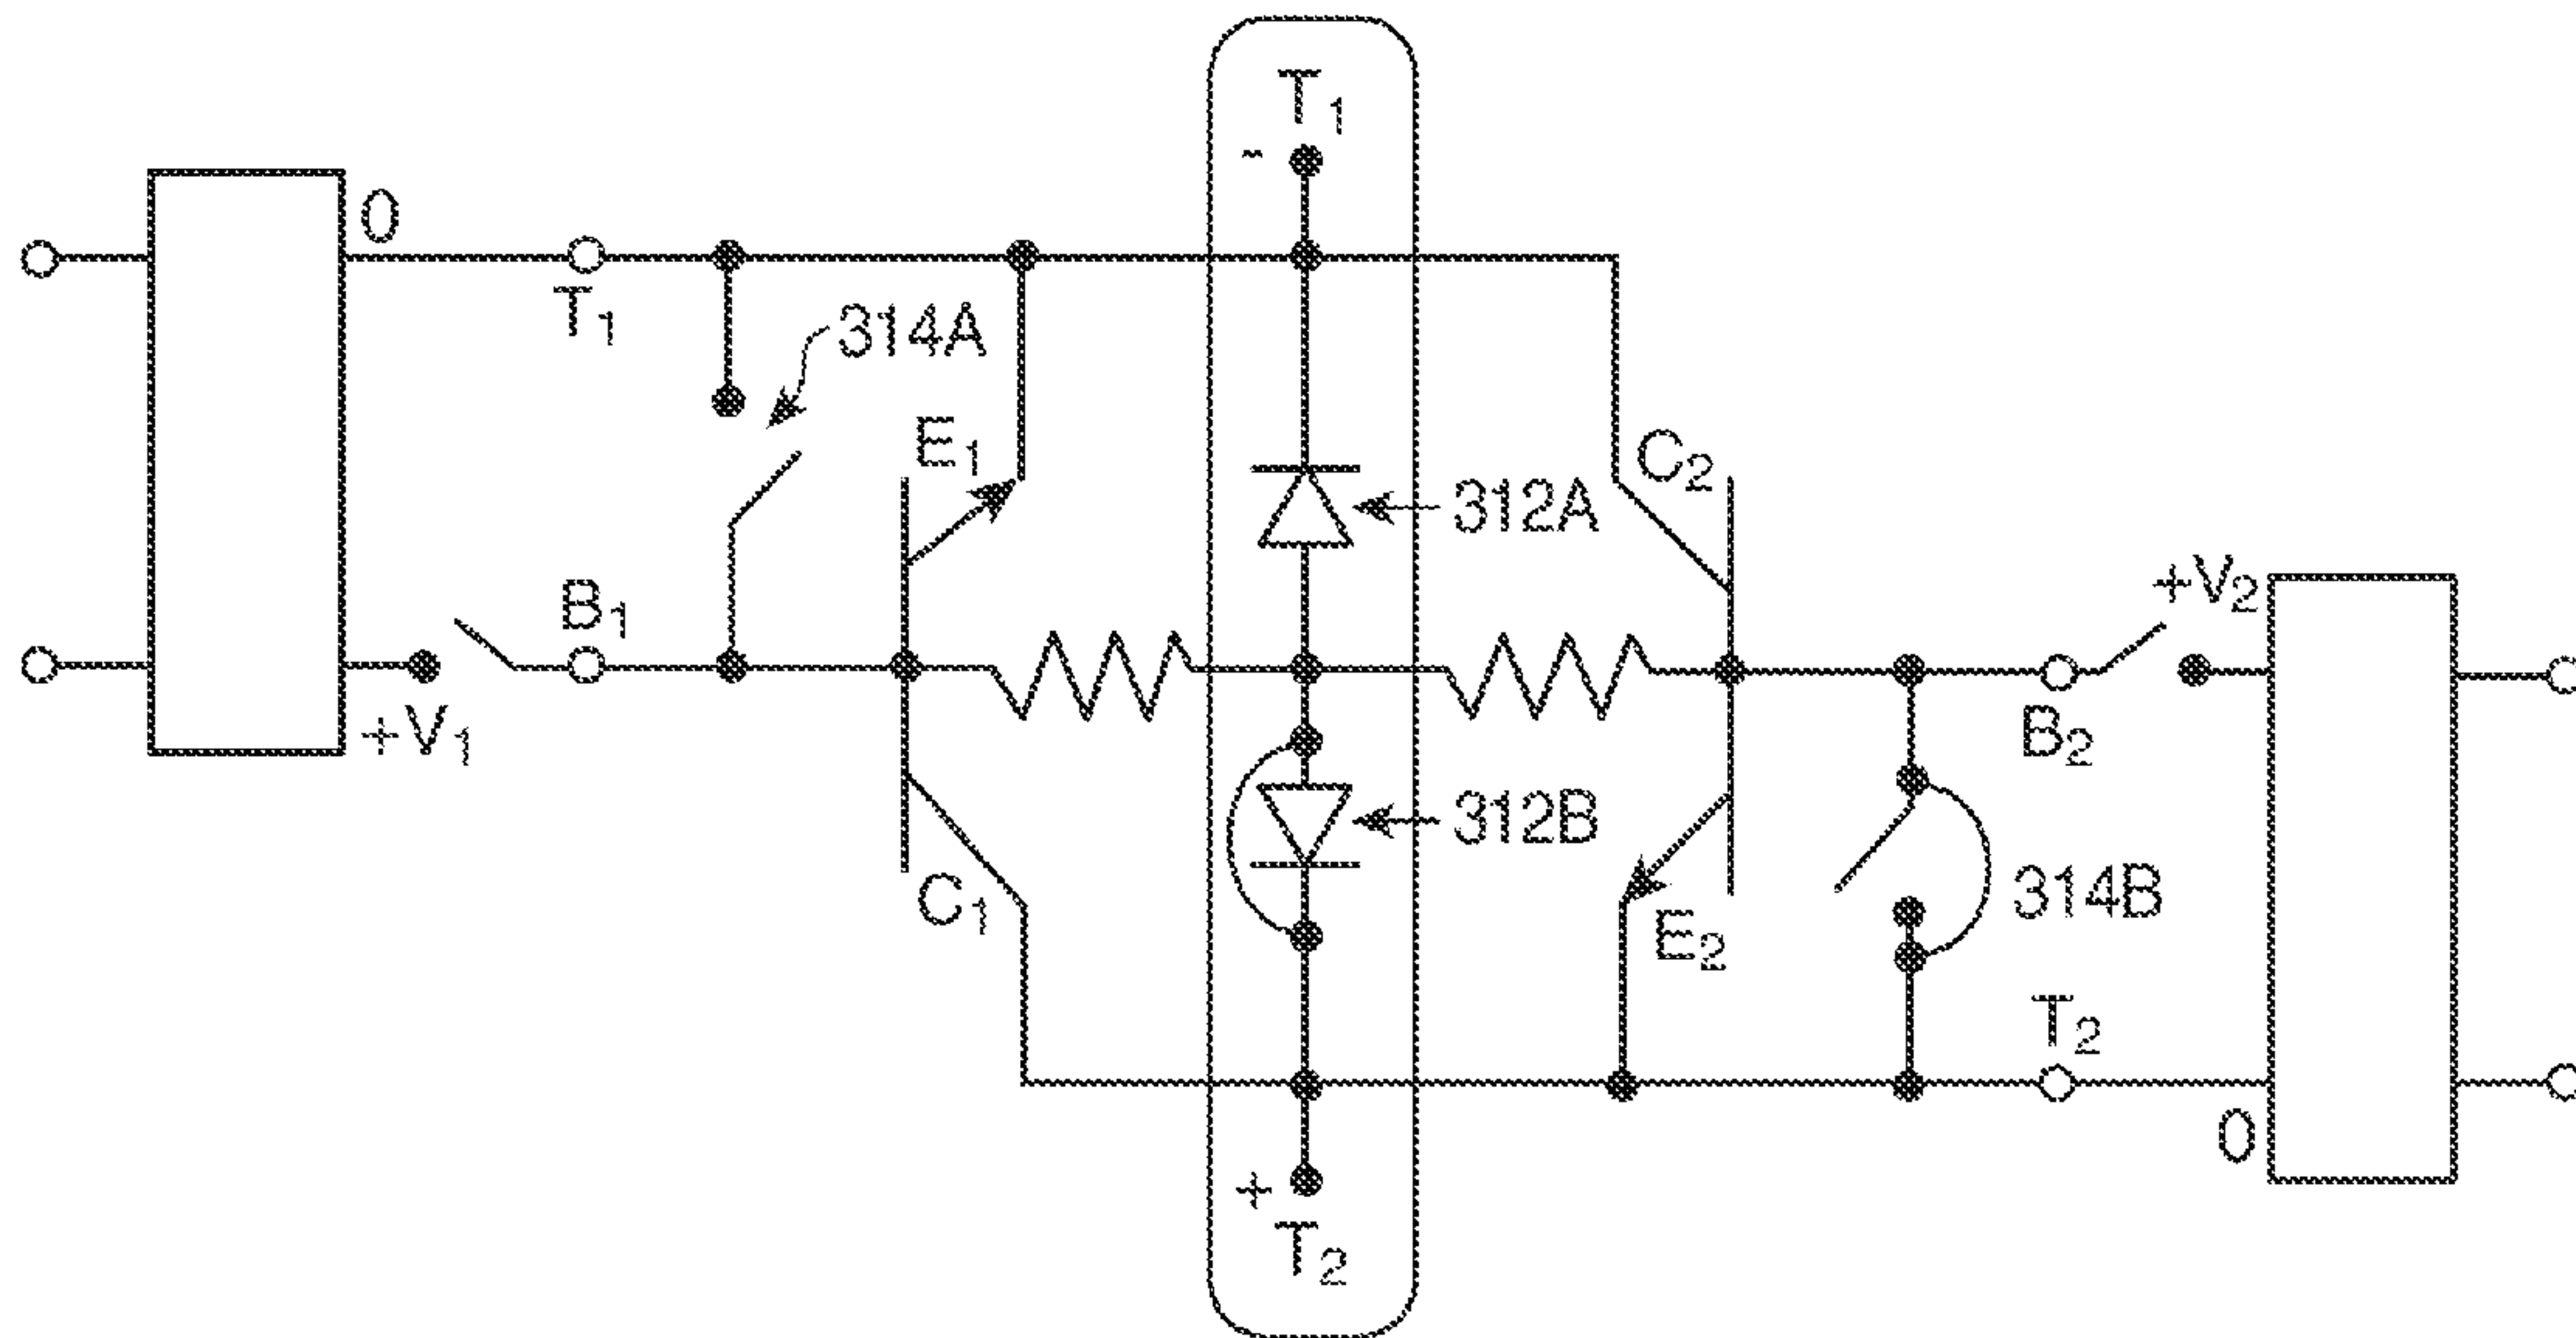 T₁
-
0
T₁
314A
E₁
C₂
312A
B₁
+V₂
+V₁
B₂
312B
C₁
E₂
314B
T₂
0
+
T₂